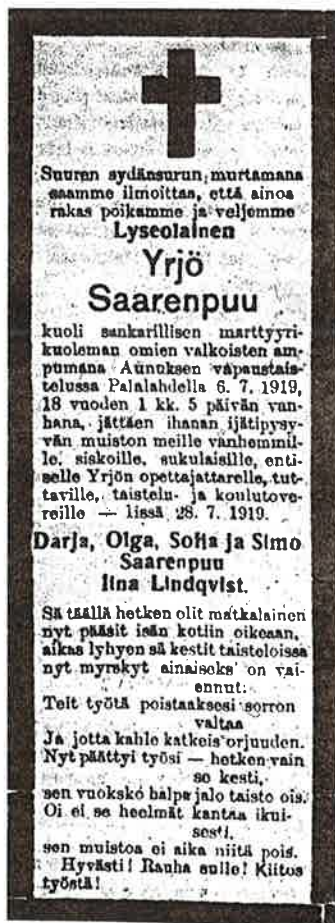 Suuren sydänsurun murtamana
saamme ilmoittaa, että ainoa
rakas poikamme ja veljemme
Lyseolainen
Yrjö
Saarenpuu
kuoli sankarillisen marttyyri-
kuoleman omien valkoisten am-
pumana Aunuksen vapaustais-
telussa Palalahdella 6. 7. 1919,
18 vuoden 1 kk. 5 päivän van-
hana, jättäen ihanan ijätipysy-
vän muiston meille vanhemmil-
le, siskoille, sukulaisille, enti-
selle Yrjön opettajattarelle, tut-
taville, taistelu- ja koulutove-
reille — Iissä 28. 7. 1919.
Darja, Olga, Sofia ja Simo
Saarenpuu
Iina Lindqvist.
Sä täällä hetken olit matkalainen
nyt pääsit isän kotiin oikeaan,
aikas lyhyen sä kestit taisteloissa
nyt myrskyt ainaiseks' on vai-
ennut:
Teit työtä poistaaksesi sorron
valtaa
Ja jotta kahle katkeis orjuuden.
Nyt päättyi työsi — hetken vain
se kesti,
sen vuoksko halpa jalo taisto ois.
Oi ei se heelmät kantaa ikui-
sesti,
sen muistoa ei aika niitä pois.
Hyvästi! Rauha sulle! Kiitos
työstä!